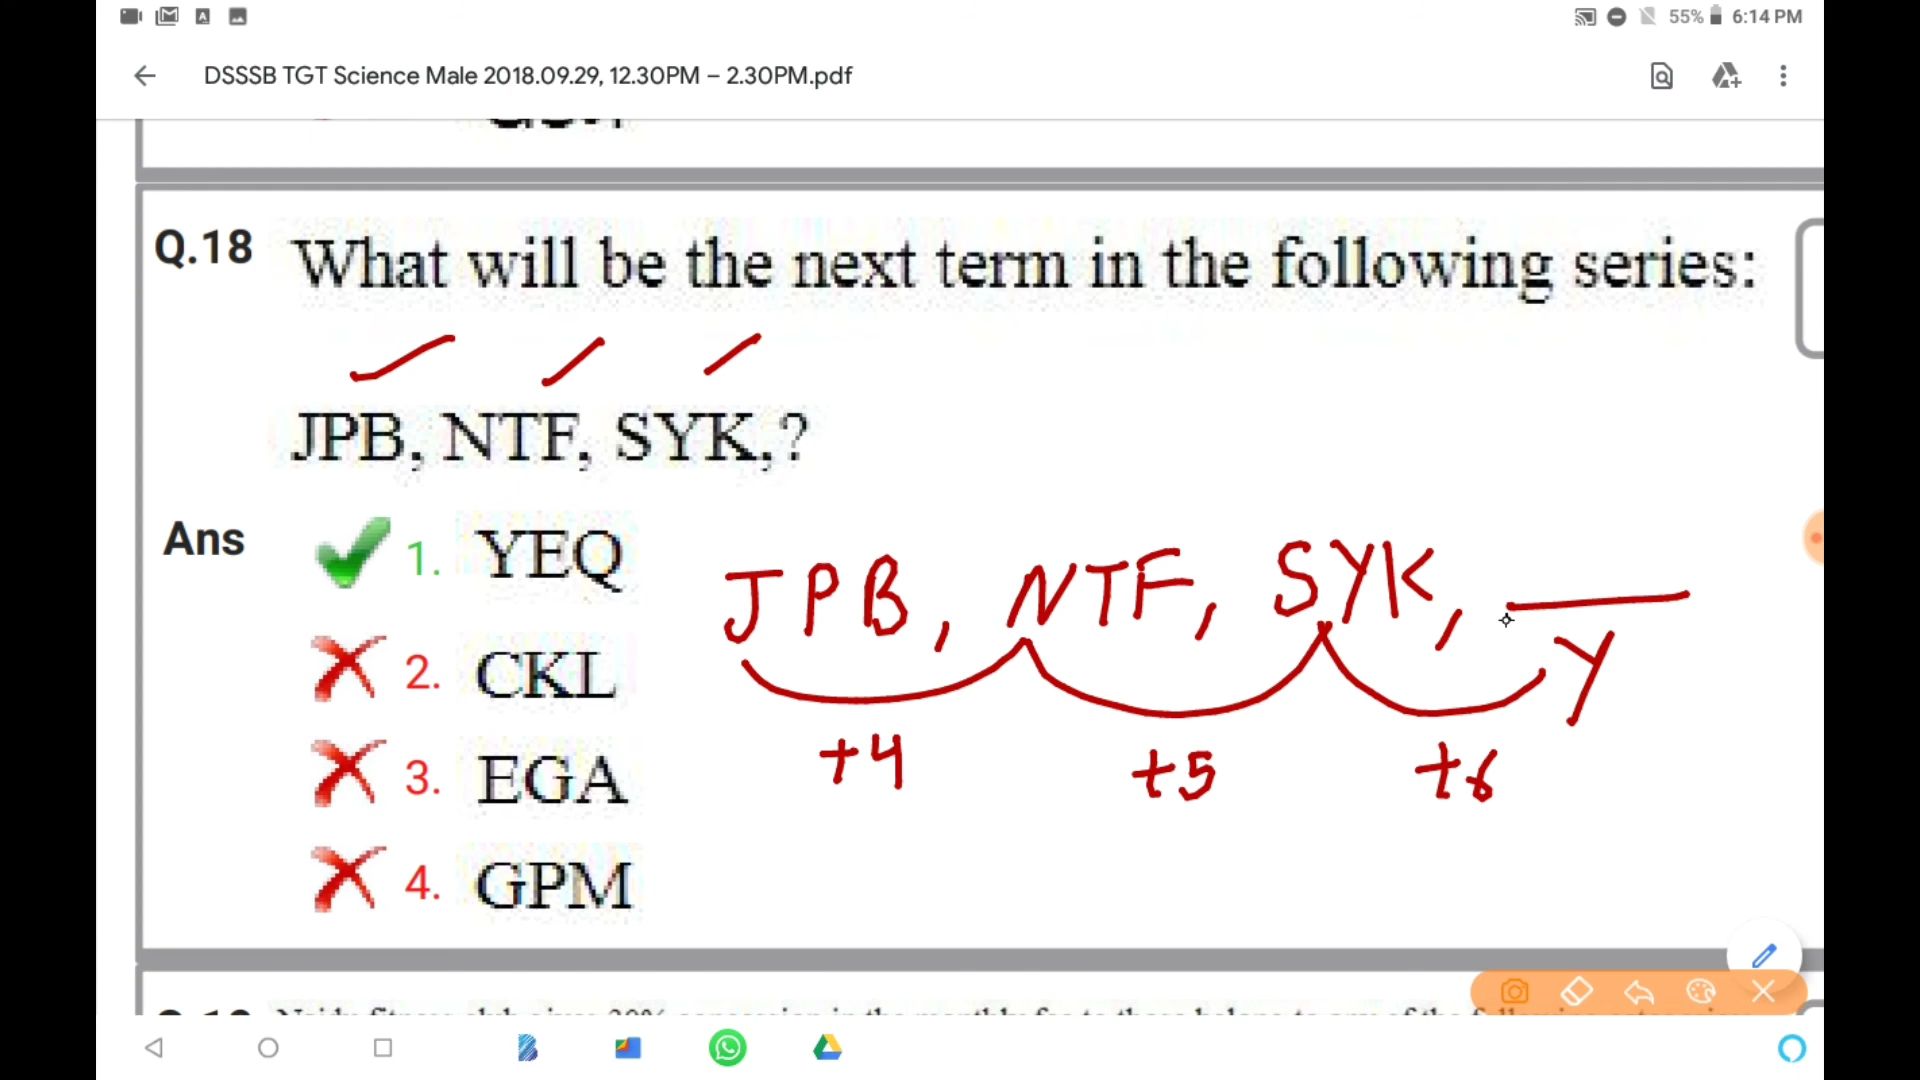 55% 6:14 PM
DSSSB TGT Science Male 2018.09.29, 12.30PM – 2.30PM.pdf
Q.18 What will be the next term in the following series:
JPB, NTF, SYK,?
Ans
1. YEQ
2. CKL
3. EGA
4. GPM
JPB, NTF, SYK,
Y
+4 +5 +6